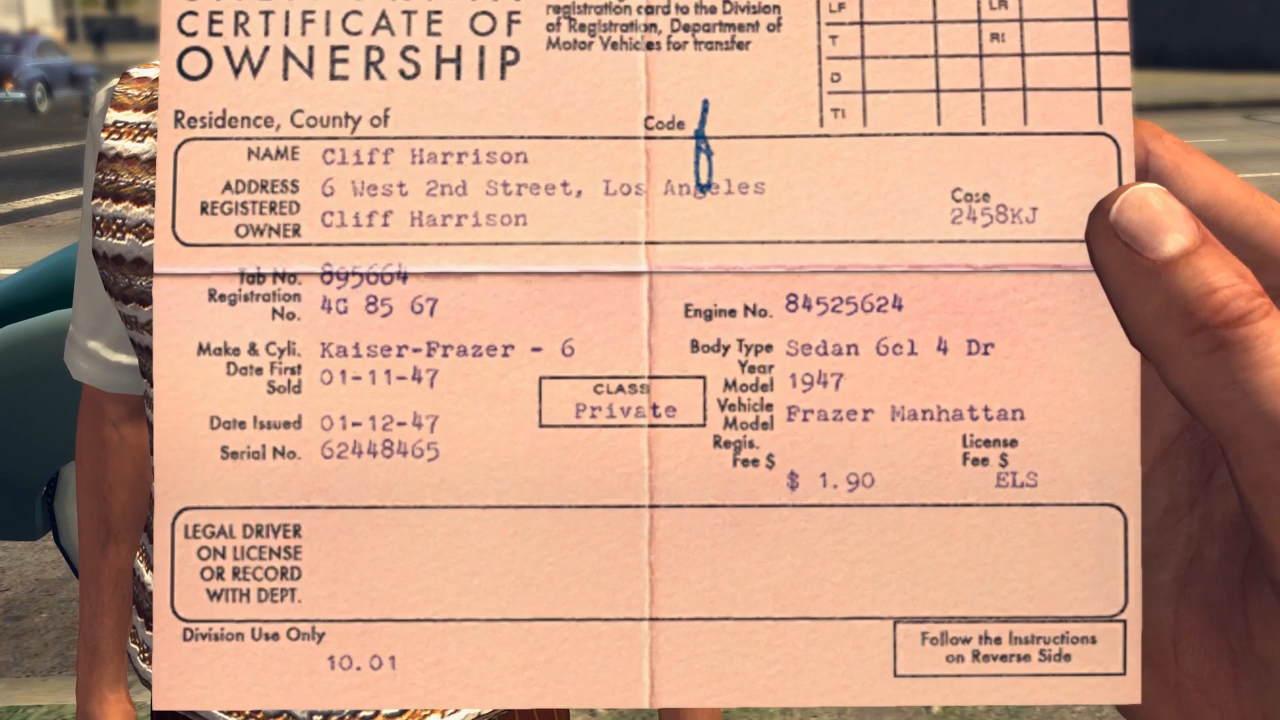 CERTIFICATE OF
OWNERSHIP
registration card to the Division
of Registration, Department of
Motor Vehicles for transfer
LF
LR
T
RI
D
TI
Residence, County of
Code
NAME Cliff Harrison
ADDRESS 6 West 2nd Street, Los Angeles
REGISTERED OWNER Cliff Harrison
Case
2458KJ
Tab No. 895664
Registration No. 4G 85 67
Engine No. 84525624
Make & Cyli. Kaiser-Frazer - 6
Body Type Sedan 6cl 4 Dr
Date First Sold 01-11-47
Year Model 1947
CLASS
Private
Date Issued 01-12-47
Vehicle Model Frazer Manhattan
Serial No. 62448465
Regis. Fee $
$ 1.90
License Fee $
ELS
LEGAL DRIVER
ON LICENSE
OR RECORD
WITH DEPT.
Division Use Only
10.01
Follow the Instructions
on Reverse Side